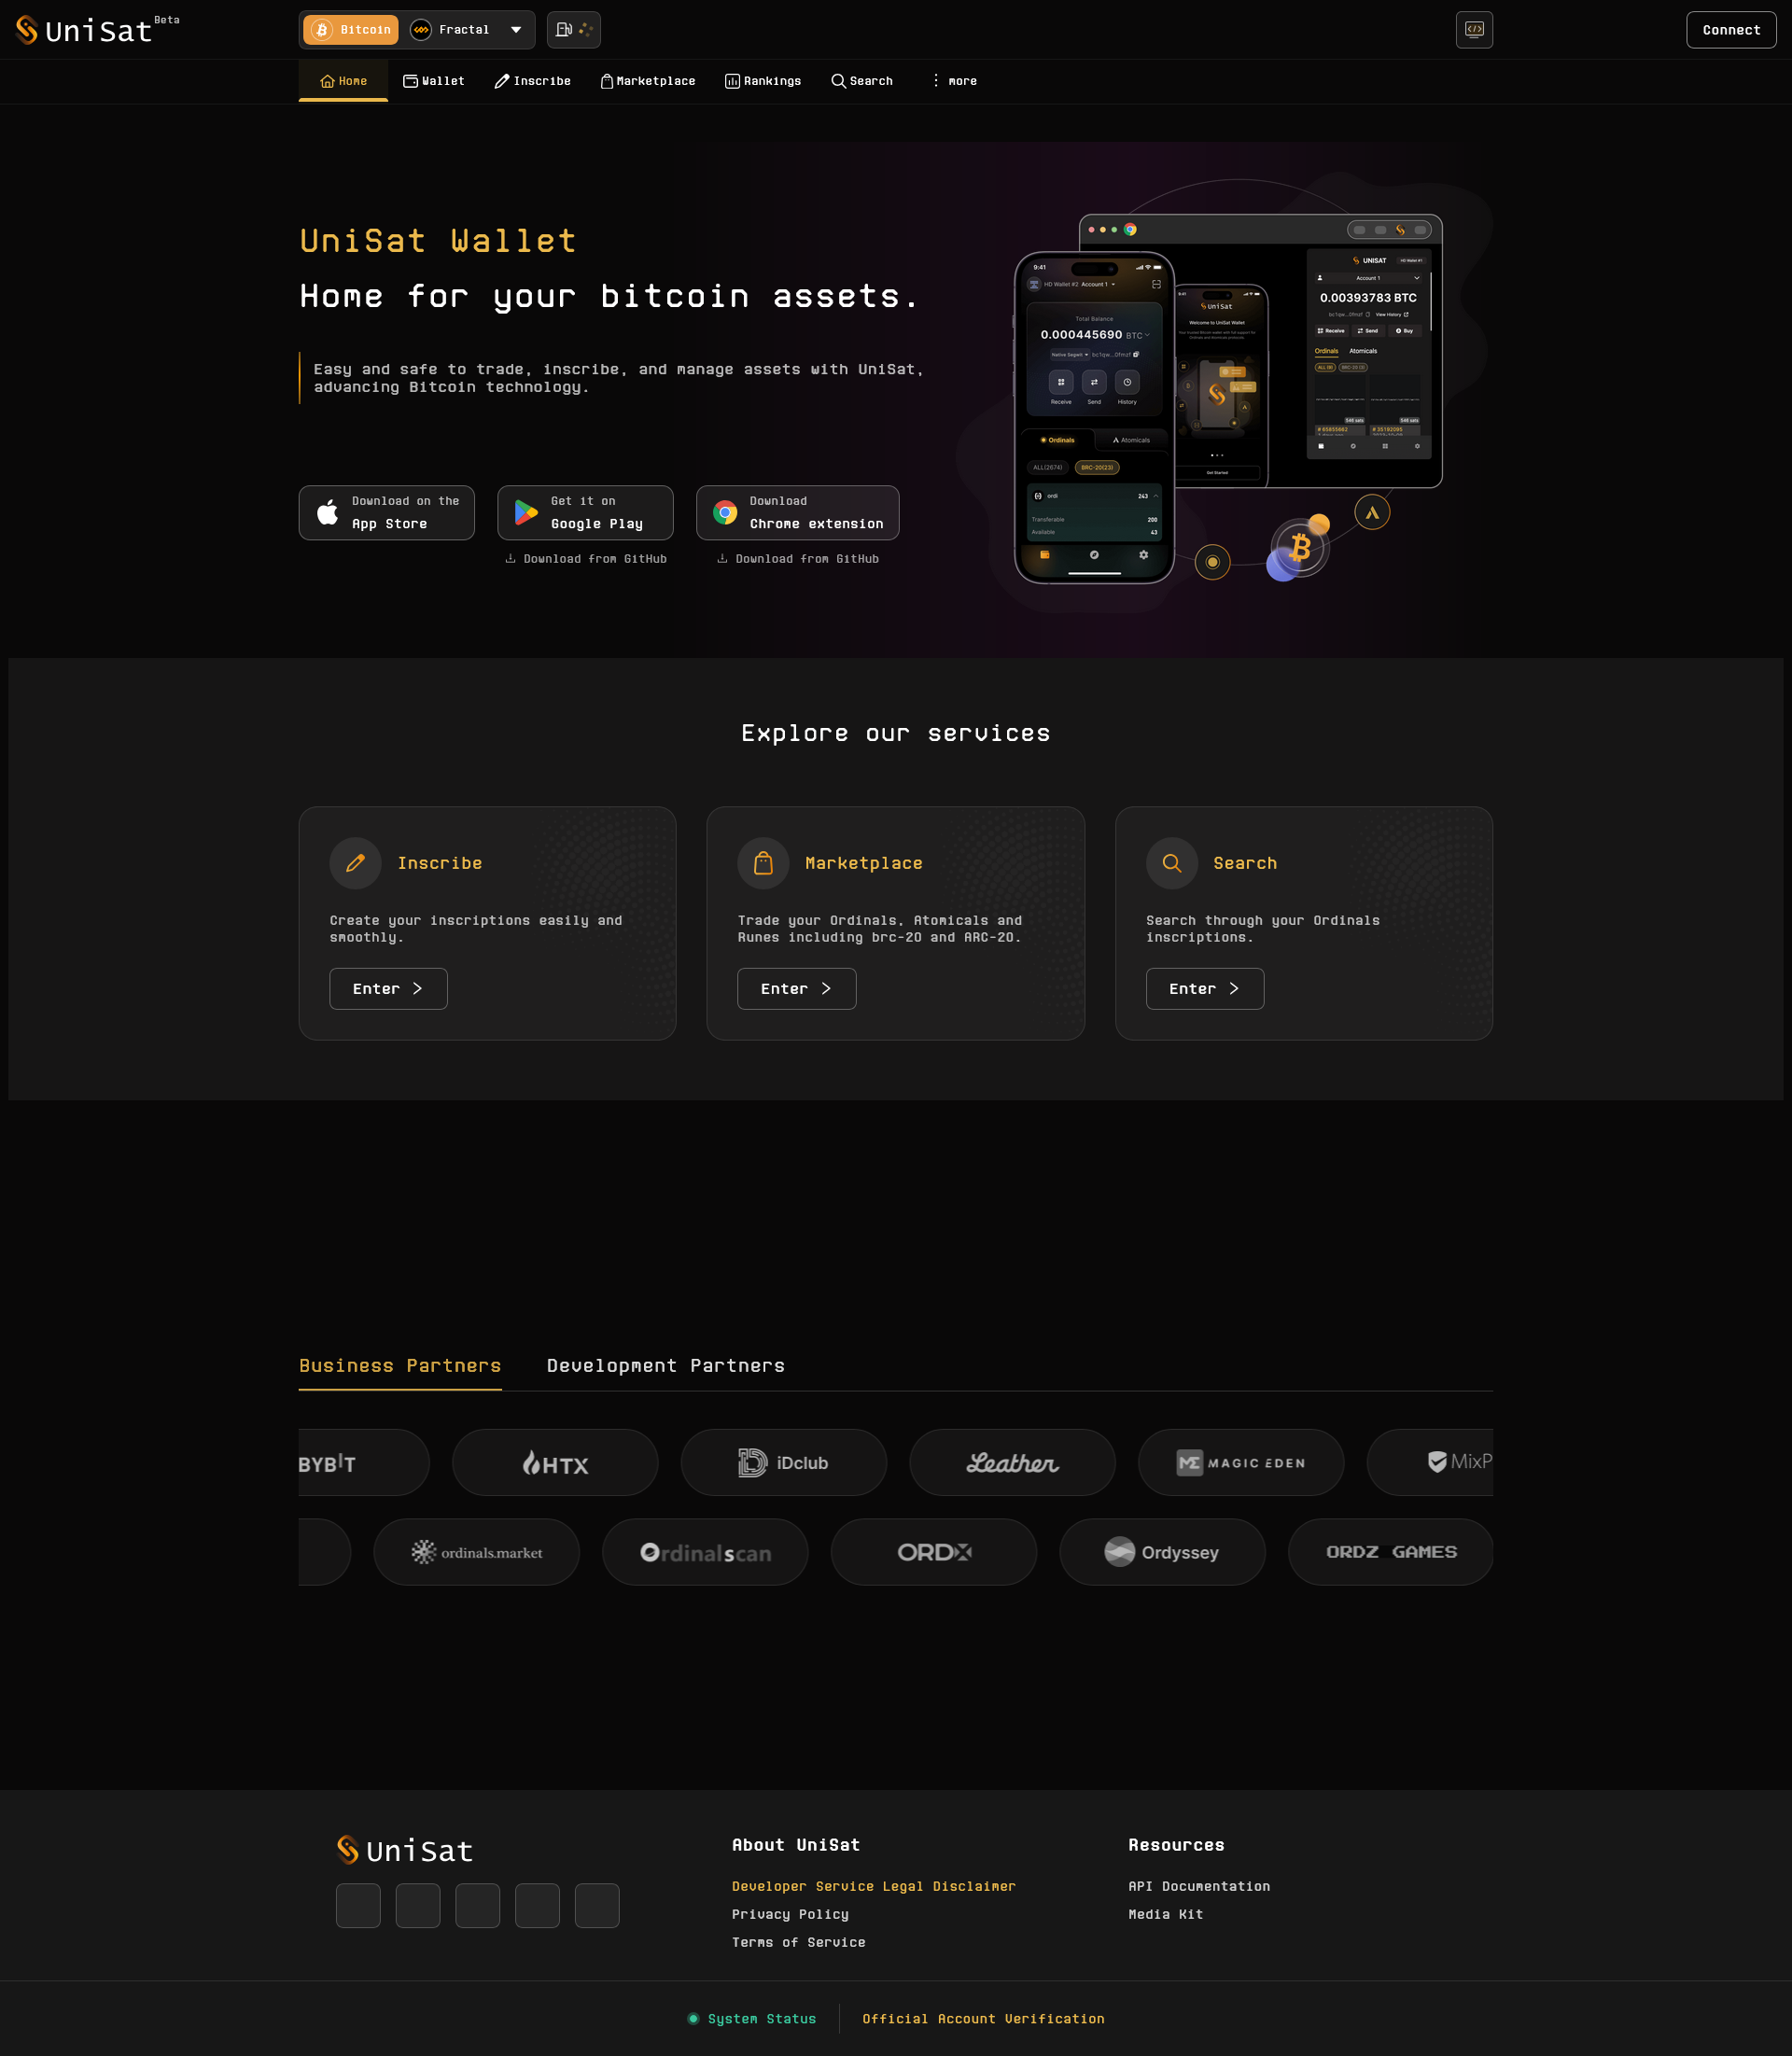 UniSat Beta
Bitcoin Fractal
Connect
Home Wallet Inscribe Marketplace Rankings Search more
UniSat Wallet
Home for your bitcoin assets.
Easy and safe to trade, inscribe, and manage assets with UniSat,
advancing Bitcoin technology.
Download on the
App Store
Get it on
Google Play
Download from GitHub
Download
Chrome extension
Download from GitHub
9:41
HD Wallet #2 Account 1
Total Balance
0.000445690 BTC
Native Segwit bc1qw...0fmzf
Receive Send History
Ordinals Atomicals
ALL(2674) BRC-20(23)
ordi 243
Transferable 200
Available 43
9:41
UniSat
Welcome to UniSat Wallet
Get Started
UNISAT HD Wallet #1
Account 1
0.00393783 BTC
bc1qw...0fmzf View History
Receive Send Buy
Ordinals Atomicals
546 sats 546 sats
# 65855662 # 35192095
Explore our services
Inscribe
Create your inscriptions easily and
smoothly.
Enter
Marketplace
Trade your Ordinals, Atomicals and
Runes including brc-20 and ARC-20.
Enter
Search
Search through your Ordinals
inscriptions.
Enter
Business Partners Development Partners
BYBIT HTX iDclub Leather MAGIC EDEN MixP
ordinals.market Ordinalscan ORDX Ordyssey ORDZ GAMES
UniSat
About UniSat
Developer Service Legal Disclaimer
Privacy Policy
Terms of Service
Resources
API Documentation
Media Kit
System Status Official Account Verification